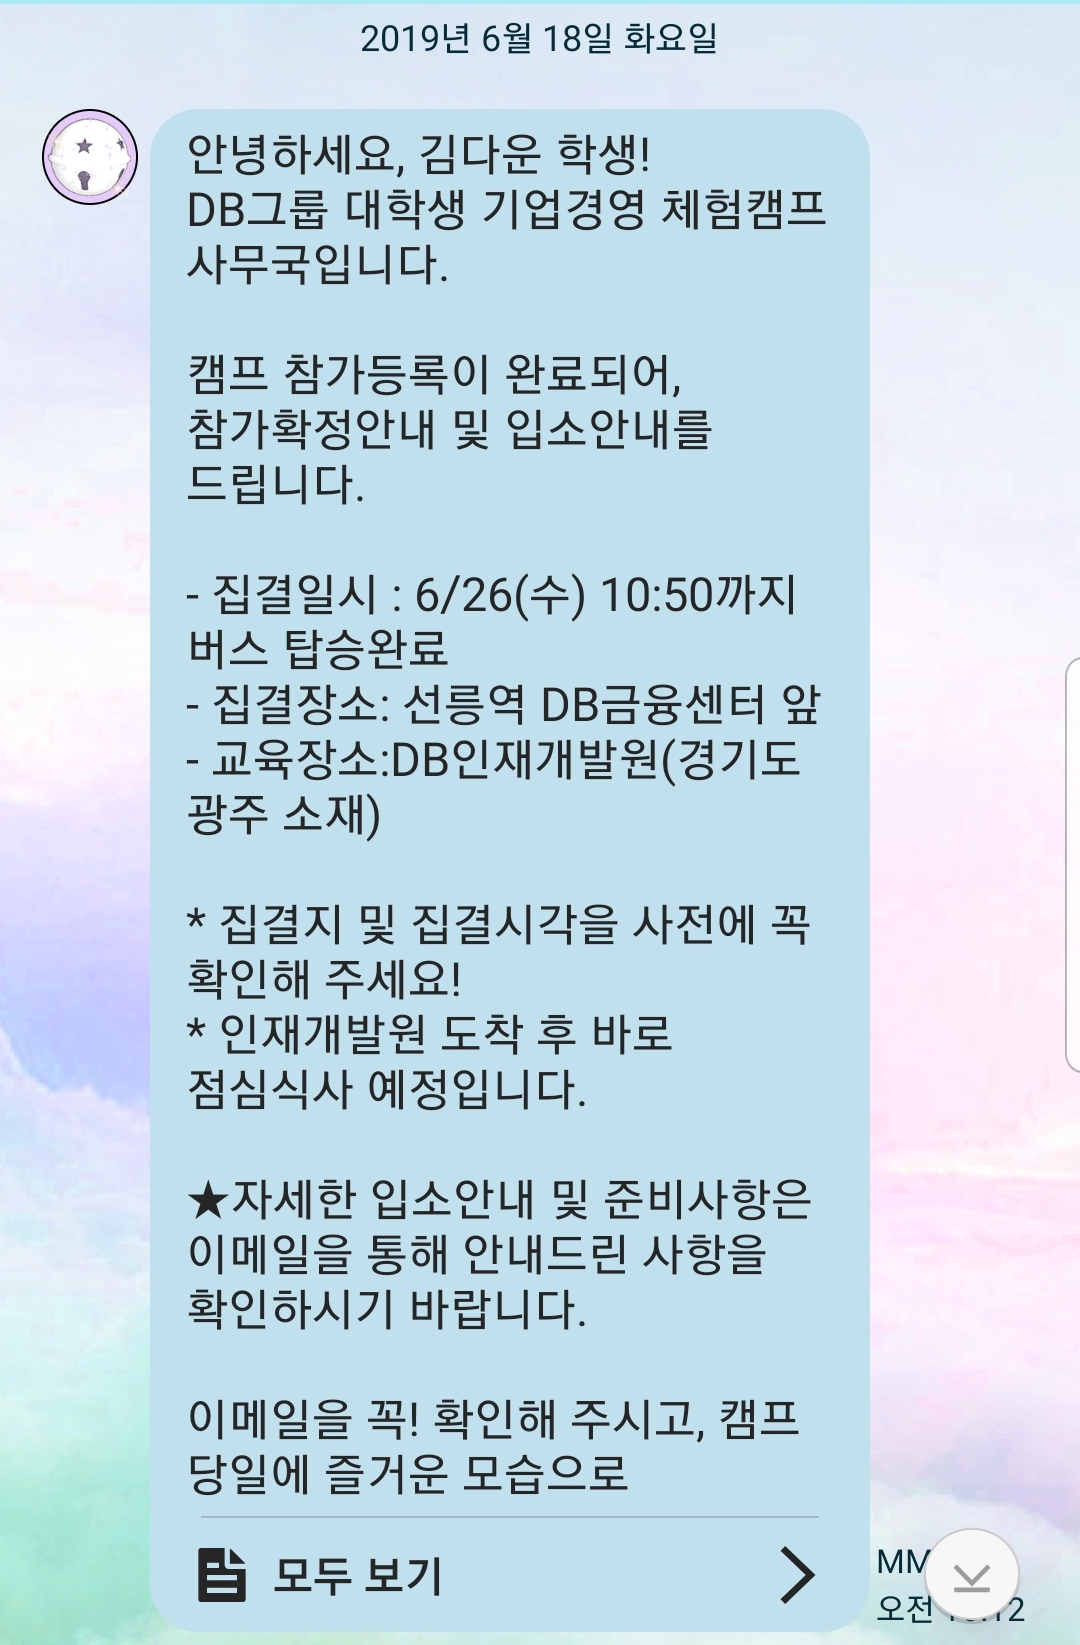 2019년 6월 18일 화요일
안녕하세요, 김다운 학생!
DB그룹 대학생 기업경영 체험캠프
사무국입니다.
캠프 참가등록이 완료되어,
참가확정안내 및 입소안내를
드립니다.
- 집결일시 : 6/26(수) 10:50까지
버스 탑승완료
- 집결장소: 선릉역 DB금융센터 앞
- 교육장소:DB인재개발원(경기도
광주 소재)
* 집결지 및 집결시각을 사전에 꼭
확인해 주세요!
* 인재개발원 도착 후 바로
점심식사 예정입니다.
★자세한 입소안내 및 준비사항은
이메일을 통해 안내드린 사항을
확인하시기 바랍니다.
이메일을 꼭! 확인해 주시고, 캠프
당일에 즐거운 모습으로
모두 보기
오전